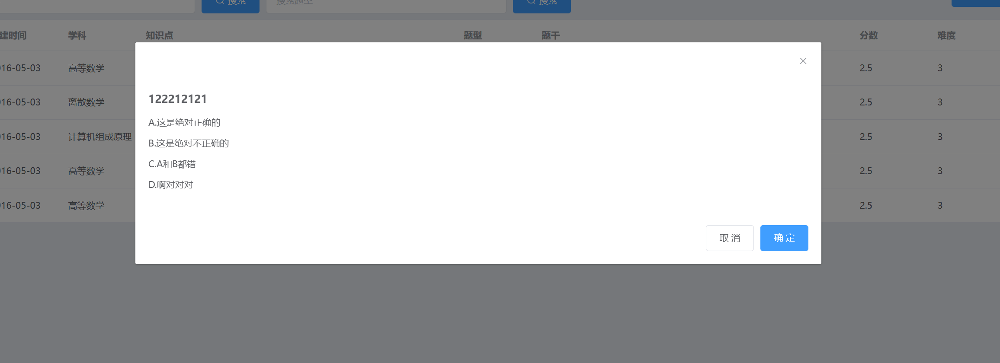 搜索 搜索题型 搜索
建时间 学科 知识点 题型 题干 分数 难度
16-05-03 高等数学 2.5 3
16-05-03 离散数学 2.5 3
16-05-03 计算机组成原理 2.5 3
16-05-03 高等数学 2.5 3
16-05-03 高等数学 2.5 3
122212121
A.这是绝对正确的
B.这是绝对不正确的
C.A和B都错
D.啊对对对
取 消 确 定